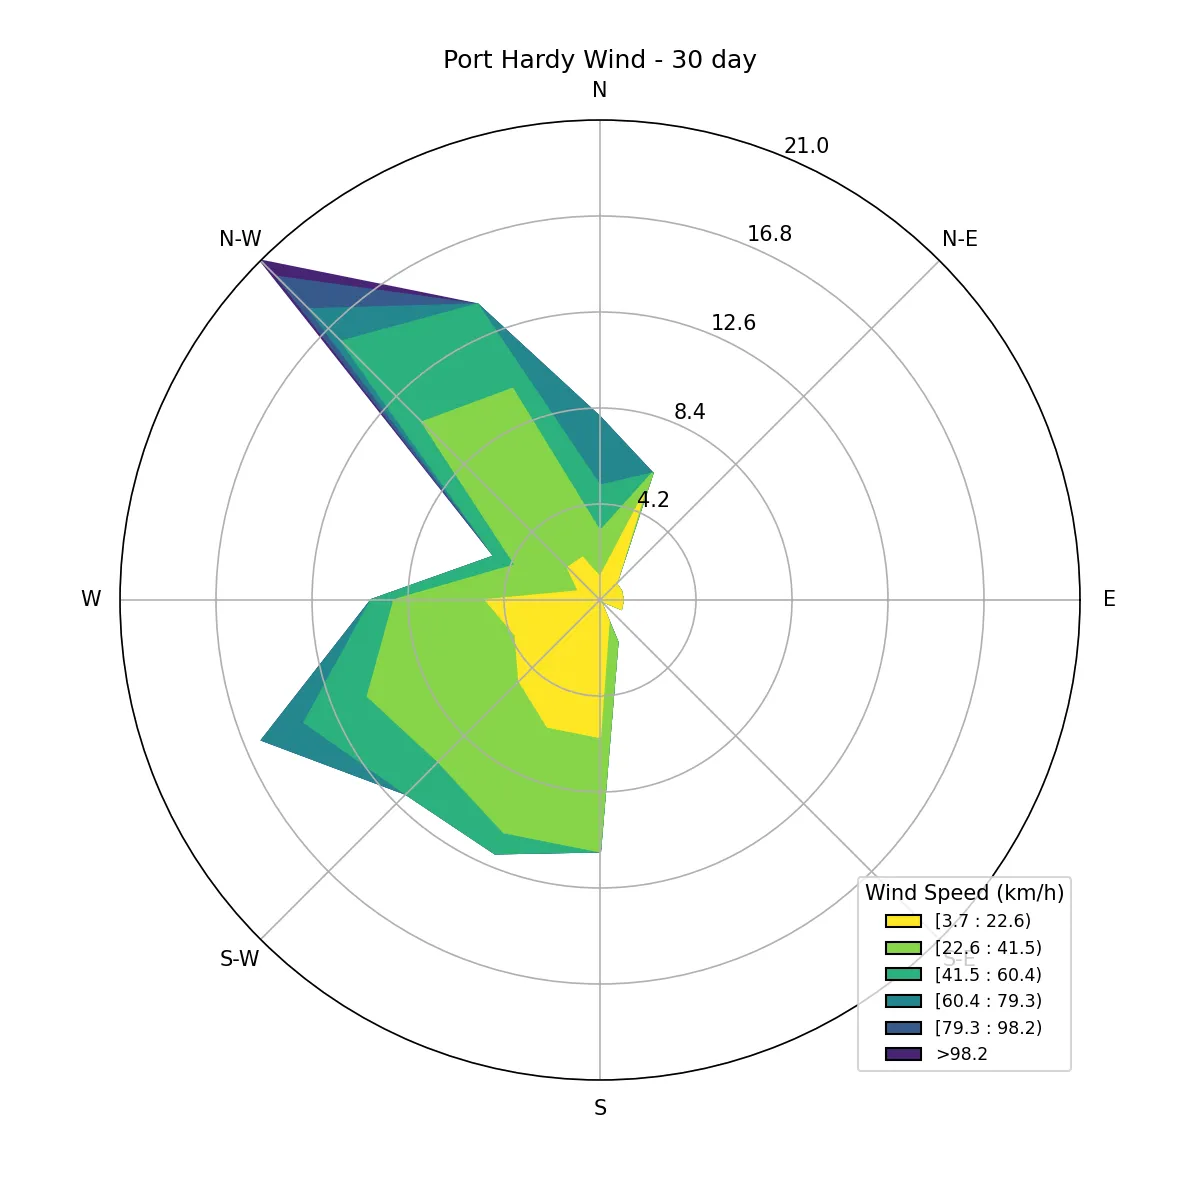 Port Hardy Wind - 30 day
N
21.0
16.8
N-W
N-E
12.6
8.4
4.2
W
E
Wind Speed (km/h)
[3.7 : 22.6)
[22.6 : 41.5)
S-W
S-E
[41.5 : 60.4)
[60.4 : 79.3)
[79.3 : 98.2)
>98.2
S